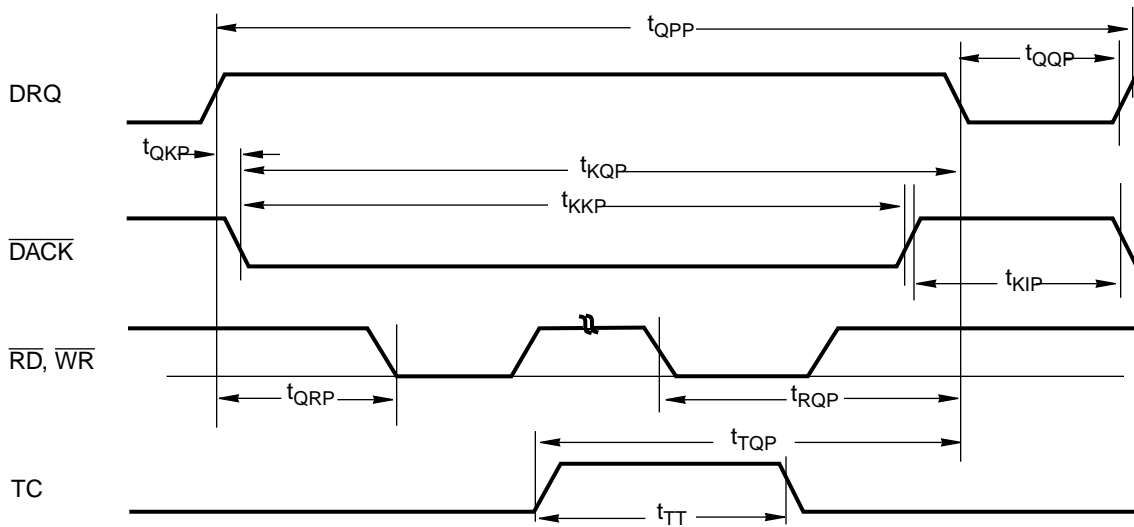 tQPP
tQQP
DRQ
tQKP
tKQP
tKKP
DACK
tKIP
RD, WR
tQRP
tRQP
tTQP
TC
tTT